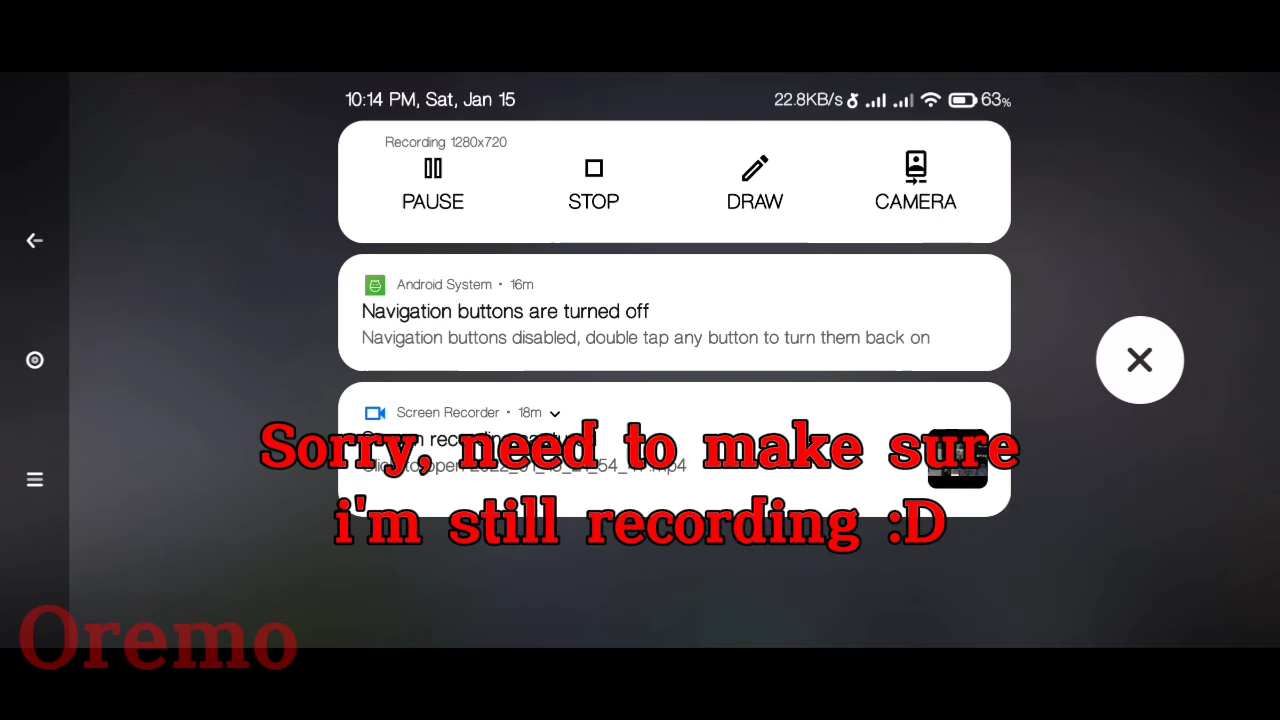 10:14 PM, Sat, Jan 15 22.8KB/s 63%
Recording 1280x720
PAUSE STOP DRAW CAMERA
Android System • 16m
Navigation buttons are turned off
Navigation buttons disabled, double tap any button to turn them back on
Screen Recorder • 18m
Sorry, need to make sure
i'm still recording :D
Oremo